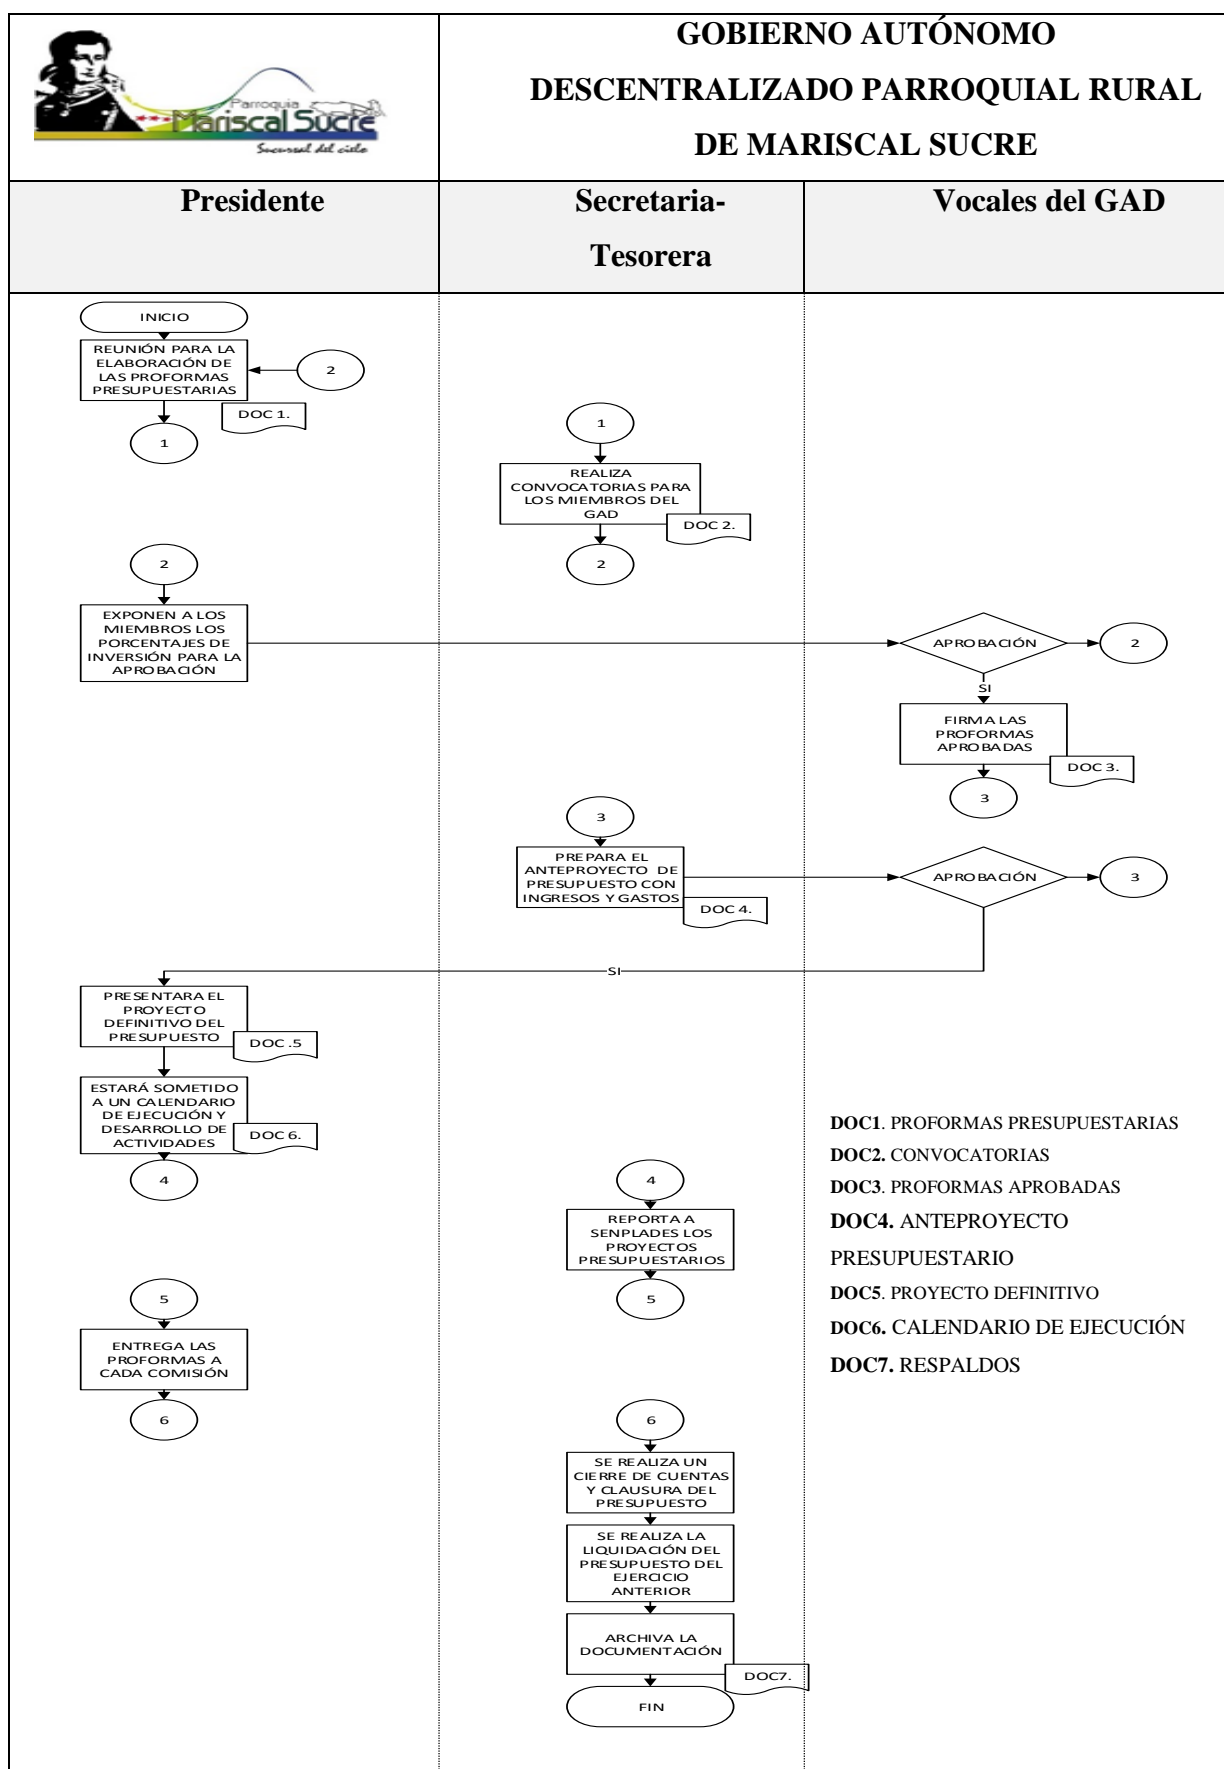 Parroquia
Mariscal Sucre
Sucursal del cielo
GOBIERNO AUTÓNOMO
DESCENTRALIZADO PARROQUIAL RURAL
DE MARISCAL SUCRE
Presidente
Secretaria-
Tesorera
Vocales del GAD
INICIO
REUNIÓN PARA LA
ELABORACIÓN DE
LAS PROFORMAS
PRESUPUESTARIAS
2
DOC 1.
1
1
REALIZA
CONVOCATORIAS PARA
LOS MIEMBROS DEL
GAD
DOC 2.
2
2
EXPONEN A LOS
MIEMBROS LOS
PORCENTAJES DE
INVERSIÓN PARA LA
APROBACIÓN
APROBACIÓN
2
SI
FIRMA LAS
PROFORMAS
APROBADAS
DOC 3.
3
3
PREPARA EL
ANTEPROYECTO DE
PRESUPUESTO CON
INGRESOS Y GASTOS
DOC 4.
APROBACIÓN
3
SI
PRESENTARA EL
PROYECTO
DEFINITIVO DEL
PRESUPUESTO
DOC .5
ESTARÁ SOMETIDO
A UN CALENDARIO
DE EJECUCIÓN Y
DESARROLLO DE
ACTIVIDADES
DOC 6.
4
4
REPORTA A
SENPLADES LOS
PROYECTOS
PRESUPUESTARIOS
5
5
ENTREGA LAS
PROFORMAS A
CADA COMISIÓN
6
6
SE REALIZA UN
CIERRE DE CUENTAS
Y CLAUSURA DEL
PRESUPUESTO
SE REALIZA LA
LIQUIDACIÓN DEL
PRESUPUESTO DEL
EJERCICIO
ANTERIOR
ARCHIVA LA
DOCUMENTACIÓN
DOC7.
FIN
DOC1. PROFORMAS PRESUPUESTARIAS
DOC2. CONVOCATORIAS
DOC3. PROFORMAS APROBADAS
DOC4. ANTEPROYECTO
PRESUPUESTARIO
DOC5. PROYECTO DEFINITIVO
DOC6. CALENDARIO DE EJECUCIÓN
DOC7. RESPALDOS